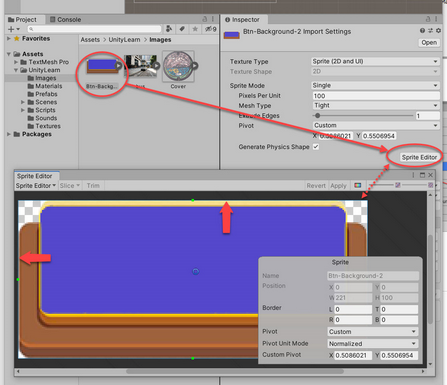 Project
Console
Favorites
Assets
TextMesh Pro
UnityLearn
Images
Materials
Prefabs
Scenes
Scripts
Sounds
Textures
Packages
Assets > UnityLearn > Images
Btn-Backg...
Cover
9
Inspector
Btn-Background-2 Import Settings
Open
Texture Type Sprite (2D and UI)
Texture Shape 2D
Sprite Mode Single
Pixels Per Unit 100
Mesh Type Tight
Extrude Edges 1
Pivot Custom
X 0.5086021 Y 0.5506954
Generate Physics Shape
Sprite Editor
Sprite Editor
Sprite Editor Slice Trim Revert Apply
Sprite
Name Btn-Background-2
Position X 0 Y 0
W 221 H 100
Border L 0 T 0
R 0 B 0
Pivot Custom
Pivot Unit Mode Normalized
Custom Pivot X 0.5086021 Y 0.5506954